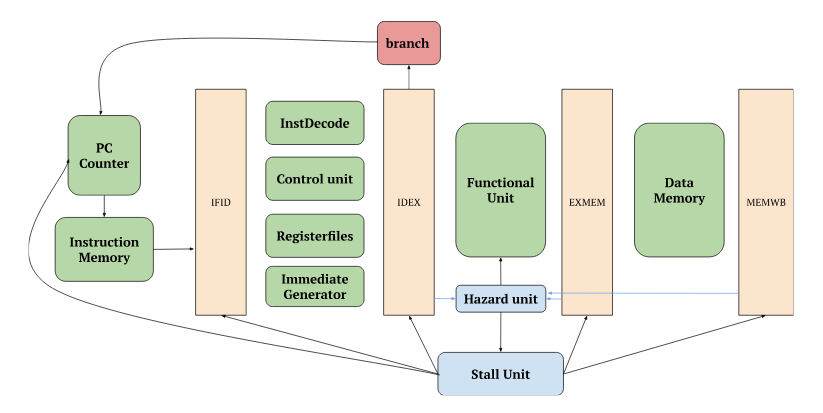 branch
PC
Counter
Instruction
Memory
IFID
InstDecode
Control unit
Registerfiles
Immediate
Generator
IDEX
Functional
Unit
Hazard unit
Stall Unit
EXMEM
Data
Memory
MEMWB